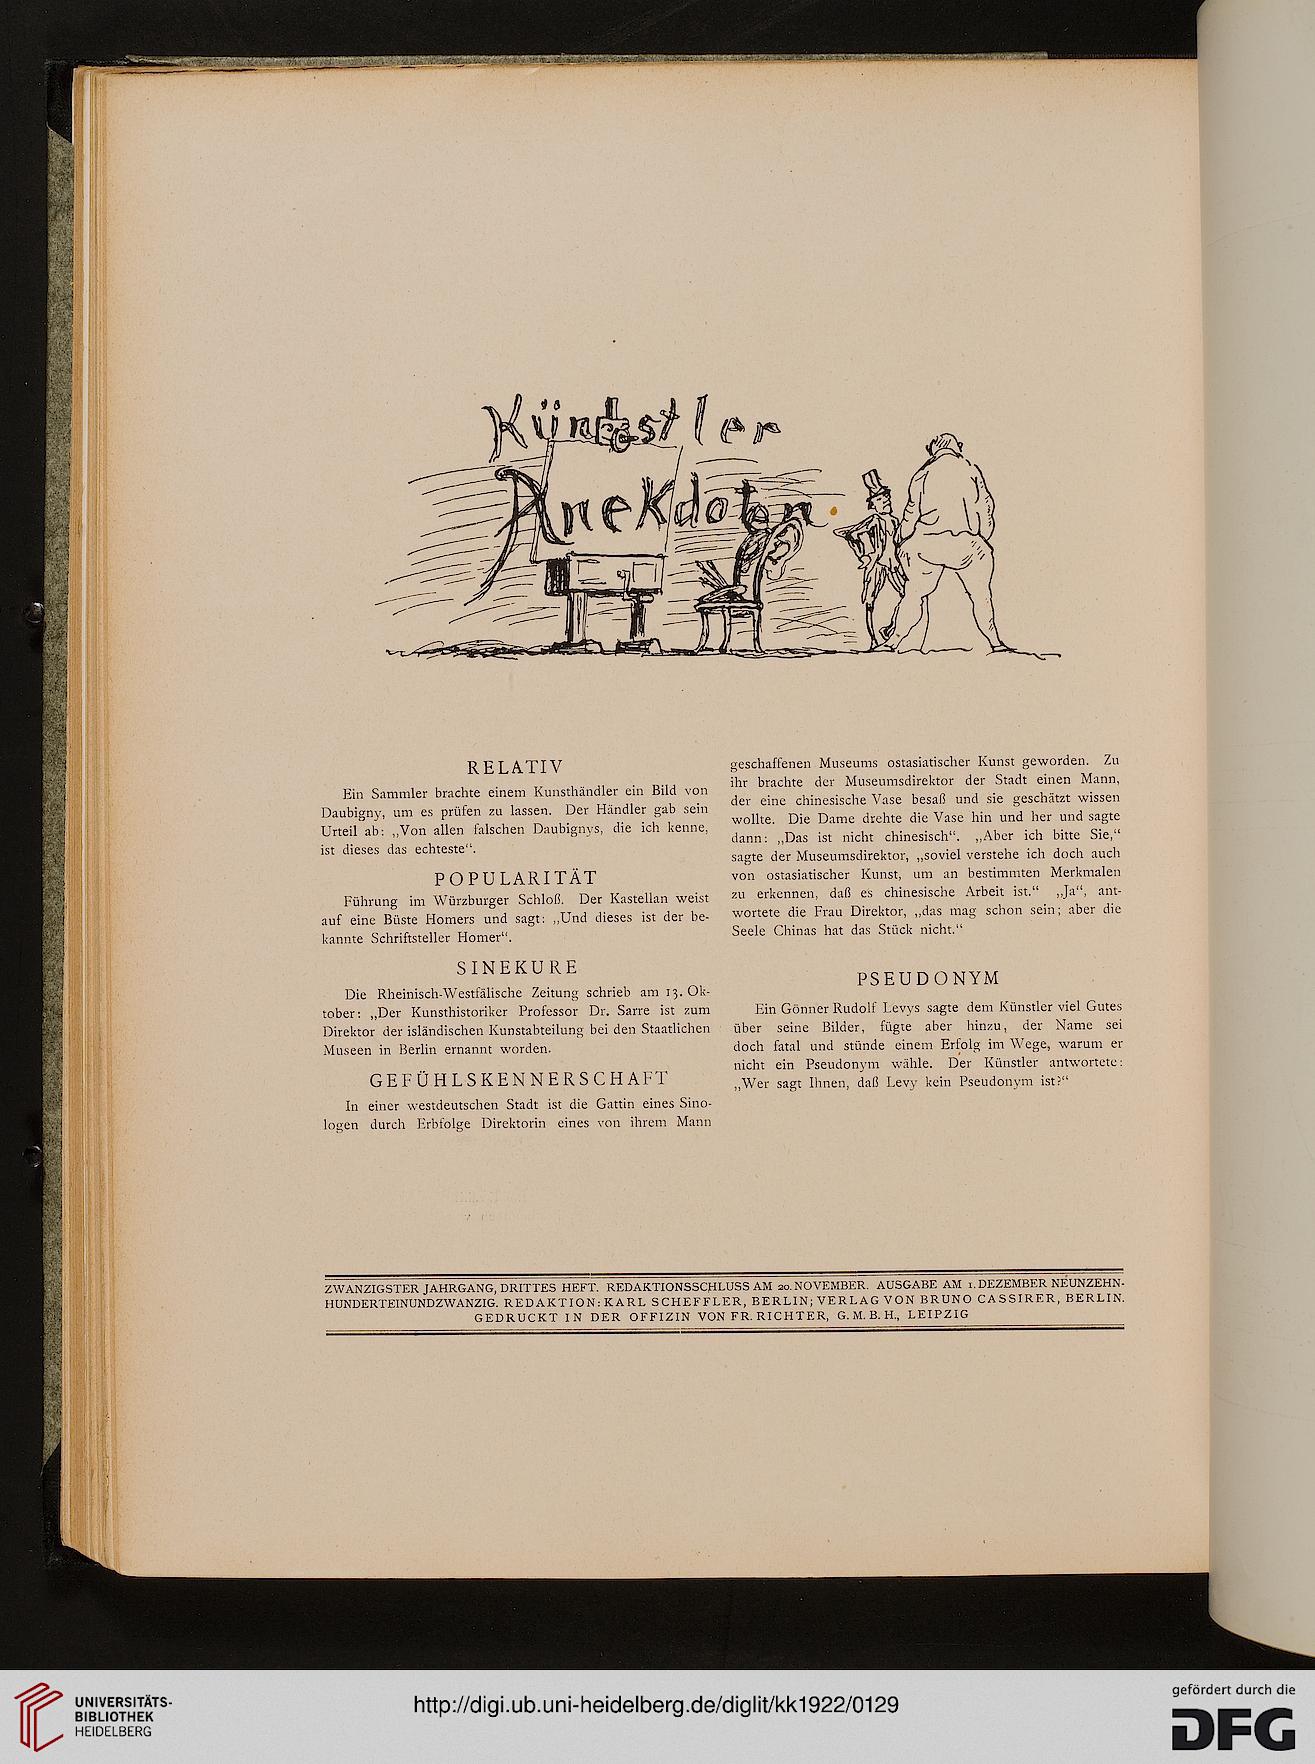 Künstler
Anekdoten
RELATIV
Ein Sammler brachte einem Kunsthändler ein Bild von
Daubigny, um es prüfen zu lassen. Der Händler gab sein
Urteil ab: „Von allen falschen Daubignys, die ich kenne,
ist dieses das echteste“.
POPULARITÄT
Führung im Würzburger Schloß. Der Kastellan weist
auf eine Büste Homers und sagt: „Und dieses ist der be-
kannte Schriftsteller Homer“.
SINEKURE
Die Rheinisch-Westfälische Zeitung schrieb am 13. Ok-
tober: „Der Kunsthistoriker Professor Dr. Sarre ist zum
Direktor der isländischen Kunstabteilung bei den Staatlichen
Museen in Berlin ernannt worden.
GEFÜHLSKENNERSCHAFT
In einer westdeutschen Stadt ist die Gattin eines Sino-
logen durch Erbfolge Direktorin eines von ihrem Mann
geschaffenen Museums ostasiatischer Kunst geworden. Zu
ihr brachte der Museumsdirektor der Stadt einen Mann,
der eine chinesische Vase besaß und sie geschätzt wissen
wollte. Die Dame drehte die Vase hin und her und sagte
dann: „Das ist nicht chinesisch“. „Aber ich bitte Sie,“
sagte der Museumsdirektor, „soviel verstehe ich doch auch
von ostasiatischer Kunst, um an bestimmten Merkmalen
zu erkennen, daß es chinesische Arbeit ist.“ „Ja“, ant-
wortete die Frau Direktor, „das mag schon sein; aber die
Seele Chinas hat das Stück nicht.“
PSEUDONYM
Ein Gönner Rudolf Levys sagte dem Künstler viel Gutes
über seine Bilder, fügte aber hinzu, der Name sei
doch fatal und stünde einem Erfolg im Wege, warum er
nicht ein Pseudonym wähle. Der Künstler antwortete:
„Wer sagt Ihnen, daß Levy kein Pseudonym ist?“
ZWANZIGSTER JAHRGANG, DRITTES HEFT. REDAKTIONSSCHLUSS AM 20. NOVEMBER. AUSGABE AM 1. DEZEMBER NEUNZEHN-
HUNDERTEINUNDZWANZIG. REDAKTION: KARL SCHEFFLER, BERLIN; VERLAG VON BRUNO CASSIRER, BERLIN.
GEDRUCKT IN DER OFFIZIN VON FR. RICHTER, G. M. B. H., LEIPZIG
UNIVERSITÄTS-
BIBLIOTHEK
HEIDELBERG
http://digi.ub.uni-heidelberg.de/diglit/kk1922/0129
gefördert durch die
DFG